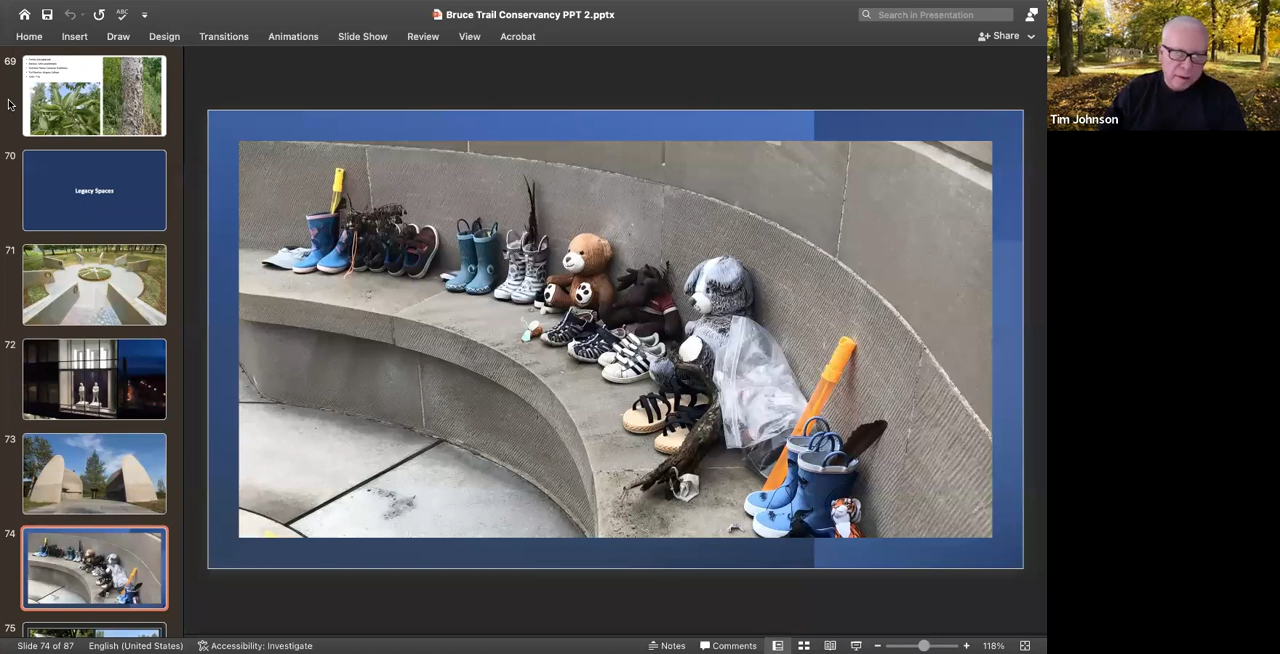 ABC
Bruce Trail Conservancy PPT 2.pptx
Search in Presentation
Home Insert Draw Design Transitions Animations Slide Show Review View Acrobat
Share
69
70
Legacy Spaces
71
72
73
74
75
Tim Johnson
Slide 74 of 87 English (United States) Accessibility: Investigate
Notes Comments 118%